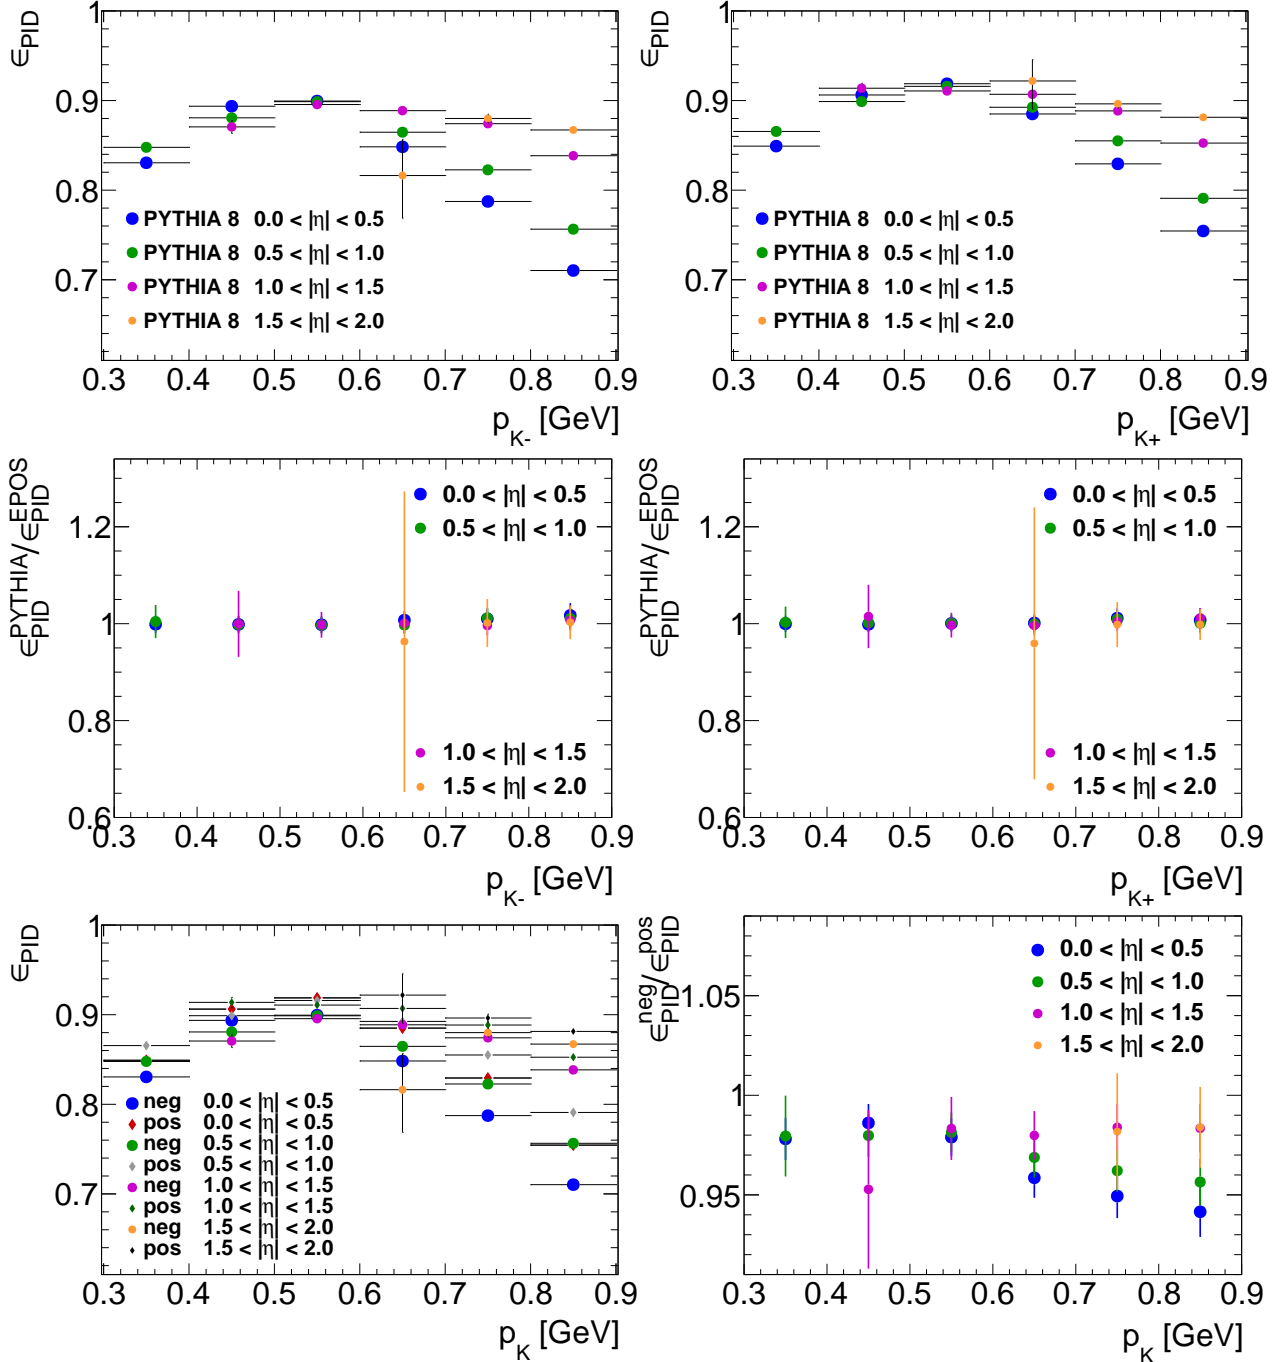 ϵ_PID
1
0.9
0.8
0.7
PYTHIA 8 0.0 < |η| < 0.5
PYTHIA 8 0.5 < |η| < 1.0
PYTHIA 8 1.0 < |η| < 1.5
PYTHIA 8 1.5 < |η| < 2.0
0.3 0.4 0.5 0.6 0.7 0.8 0.9
p_K- [GeV]
ϵ_PID
1
0.9
0.8
0.7
PYTHIA 8 0.0 < |η| < 0.5
PYTHIA 8 0.5 < |η| < 1.0
PYTHIA 8 1.0 < |η| < 1.5
PYTHIA 8 1.5 < |η| < 2.0
0.3 0.4 0.5 0.6 0.7 0.8 0.9
p_K+ [GeV]
ϵ_PID^PYTHIA/ϵ_PID^EPOS
1.2
1
0.8
0.6
0.0 < |η| < 0.5
0.5 < |η| < 1.0
1.0 < |η| < 1.5
1.5 < |η| < 2.0
0.3 0.4 0.5 0.6 0.7 0.8 0.9
p_K- [GeV]
ϵ_PID^PYTHIA/ϵ_PID^EPOS
1.2
1
0.8
0.6
0.0 < |η| < 0.5
0.5 < |η| < 1.0
1.0 < |η| < 1.5
1.5 < |η| < 2.0
0.3 0.4 0.5 0.6 0.7 0.8 0.9
p_K+ [GeV]
ϵ_PID
1
0.9
0.8
0.7
neg 0.0 < |η| < 0.5
pos 0.0 < |η| < 0.5
neg 0.5 < |η| < 1.0
pos 0.5 < |η| < 1.0
neg 1.0 < |η| < 1.5
pos 1.0 < |η| < 1.5
neg 1.5 < |η| < 2.0
pos 1.5 < |η| < 2.0
0.3 0.4 0.5 0.6 0.7 0.8 0.9
p_K [GeV]
ϵ_PID^neg/ϵ_PID^pos
1.05
1
0.95
0.0 < |η| < 0.5
0.5 < |η| < 1.0
1.0 < |η| < 1.5
1.5 < |η| < 2.0
0.3 0.4 0.5 0.6 0.7 0.8 0.9
p_K [GeV]